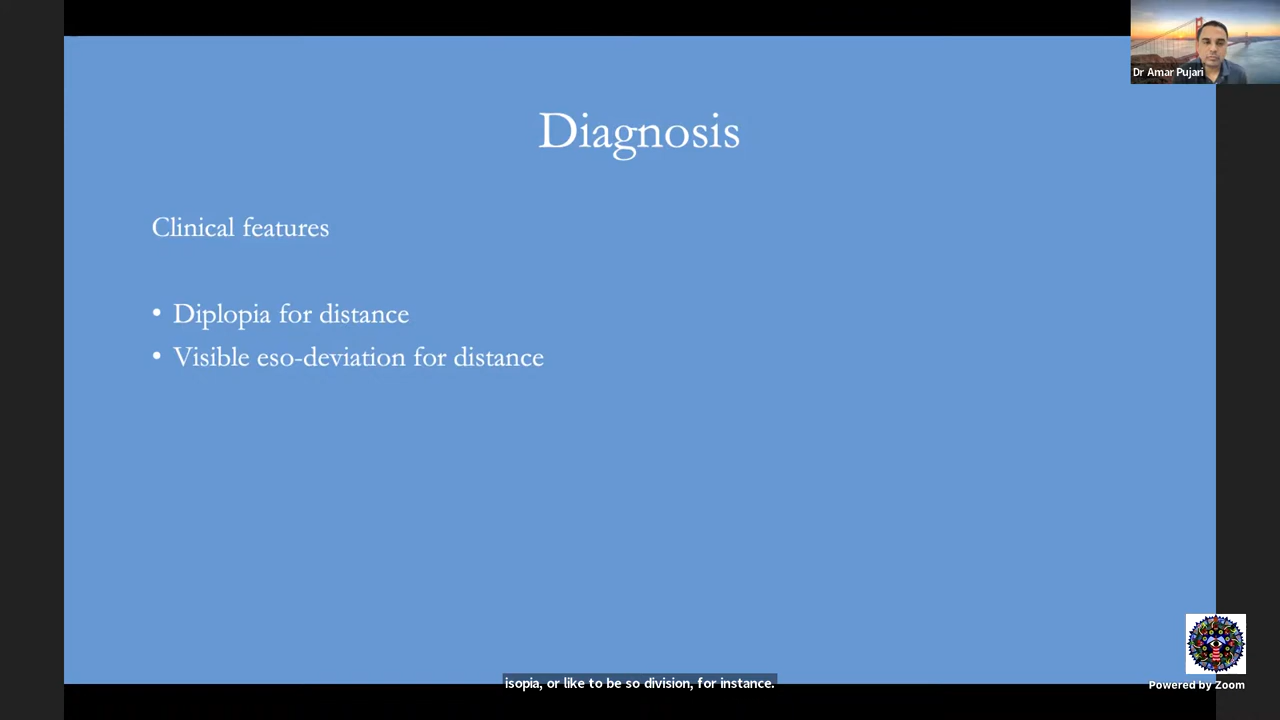 Dr Amar Pujari
Diagnosis
Clinical features
• Diplopia for distance
• Visible eso-deviation for distance
isopia, or like to be so division, for instance.
Powered by Zoom